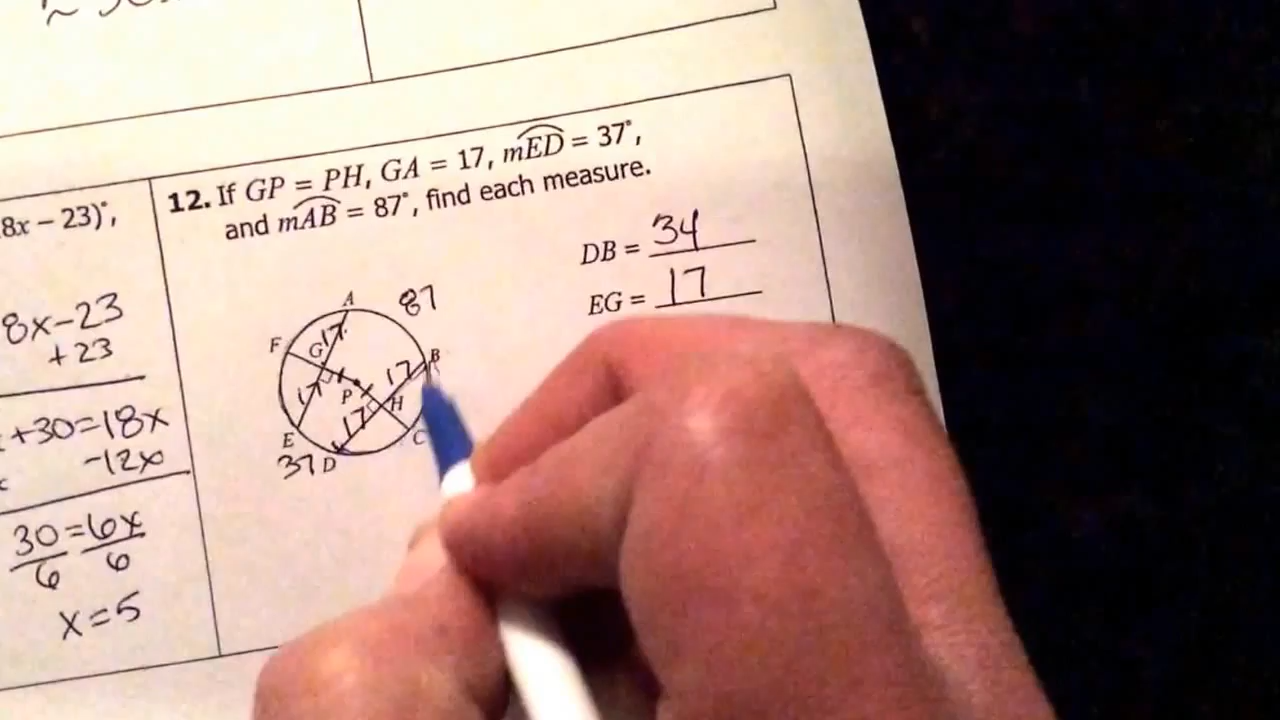 8x – 23)°,
8x-23
+23
+30=18x
-12x
30=6x
6 6
x=5
12. If GP = PH, GA = 17, mED = 37°,
and mAB = 87°, find each measure.
DB = 34
EG = 17
A 87
F G 17 B
17 P 17 H
17
E C
37 D